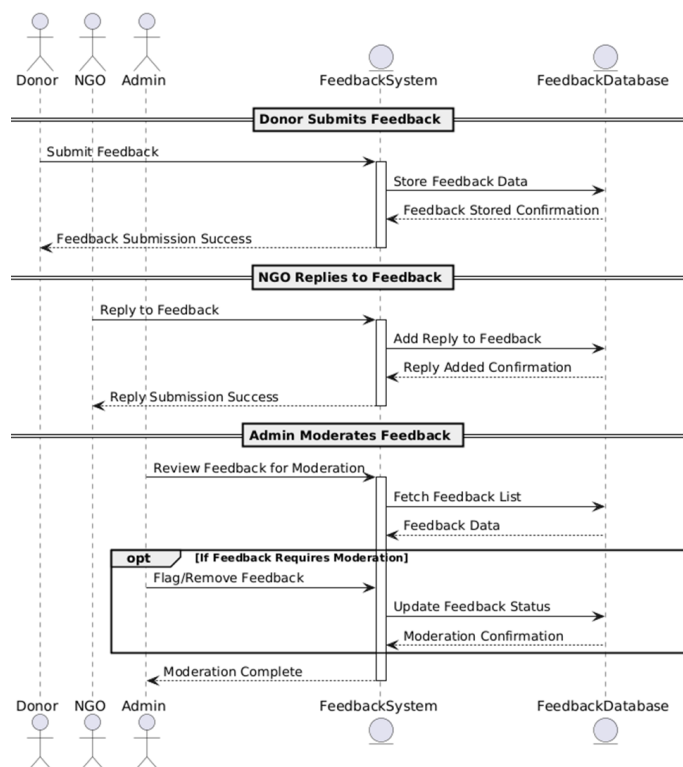 Donor NGO Admin FeedbackSystem FeedbackDatabase
Donor Submits Feedback
Submit Feedback
Store Feedback Data
Feedback Stored Confirmation
Feedback Submission Success
NGO Replies to Feedback
Reply to Feedback
Add Reply to Feedback
Reply Added Confirmation
Reply Submission Success
Admin Moderates Feedback
Review Feedback for Moderation
Fetch Feedback List
Feedback Data
opt [If Feedback Requires Moderation]
Flag/Remove Feedback
Update Feedback Status
Moderation Confirmation
Moderation Complete
Donor NGO Admin FeedbackSystem FeedbackDatabase